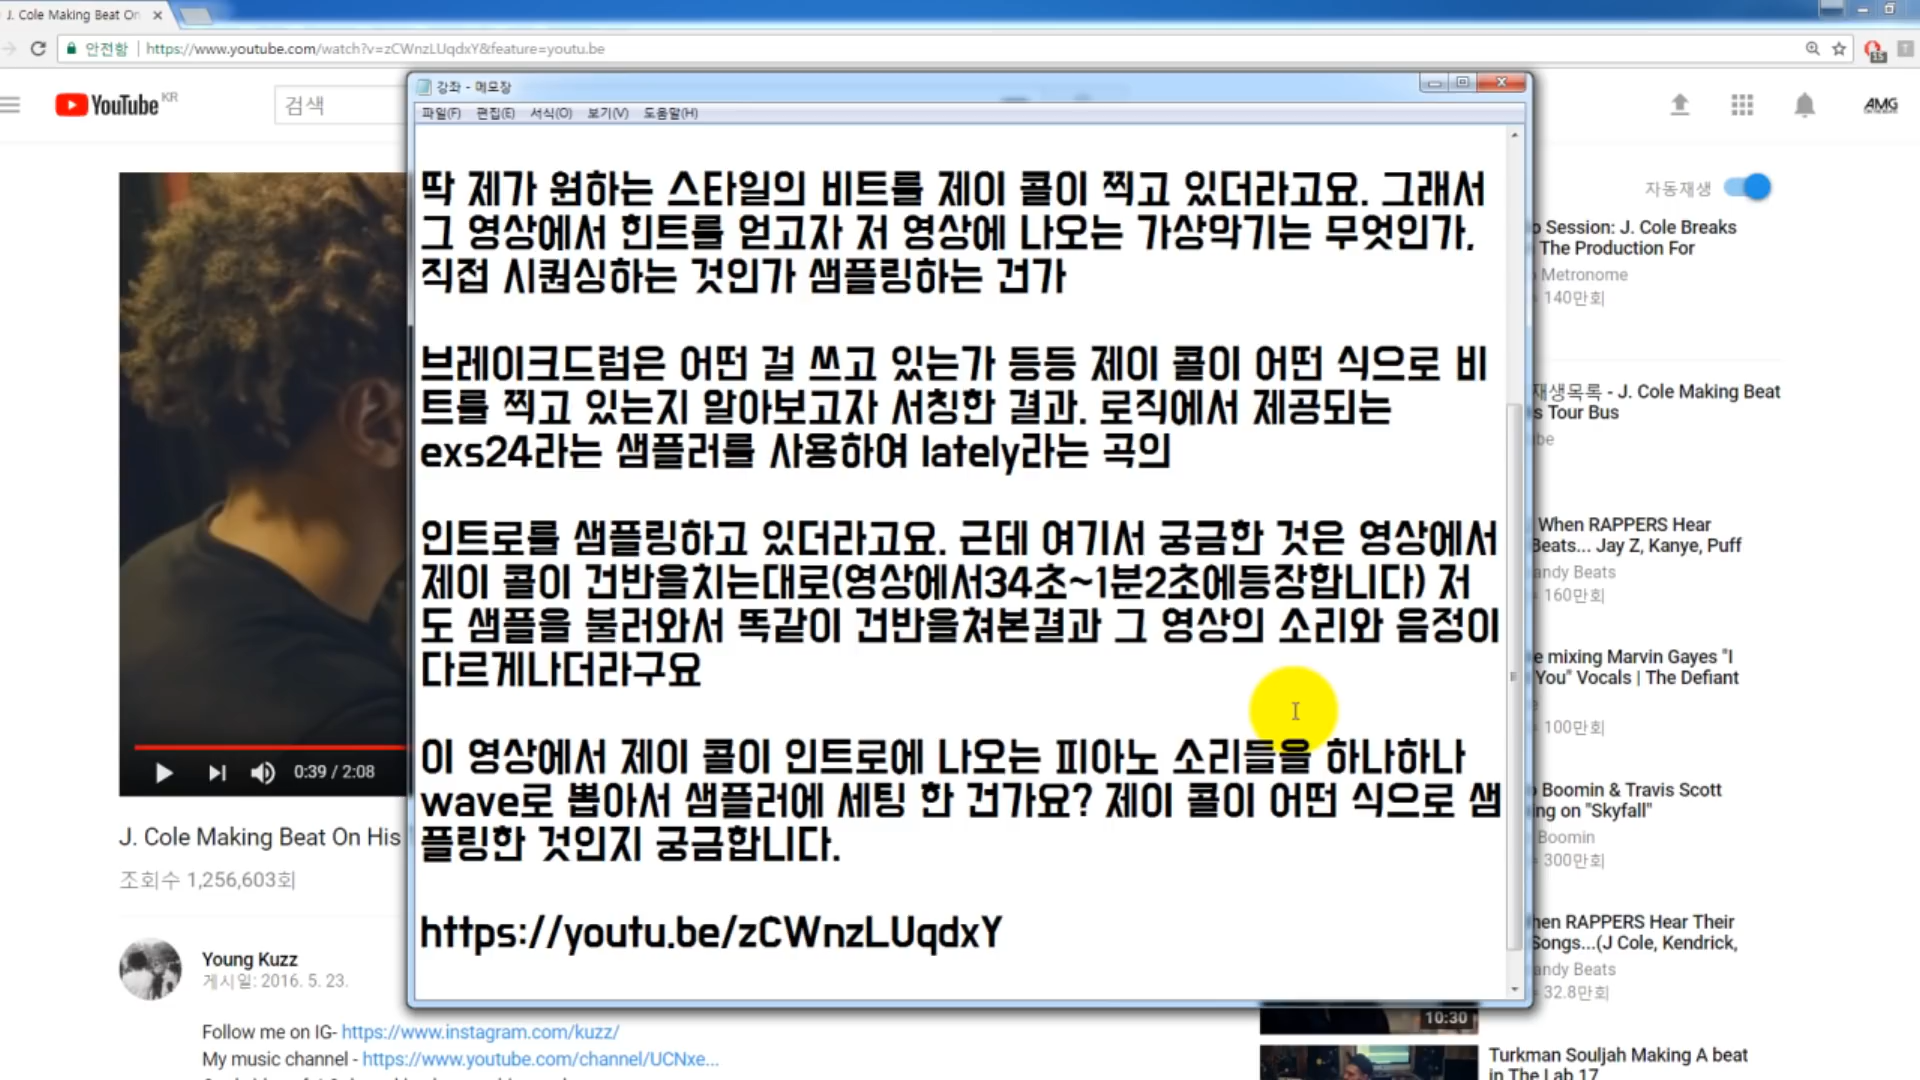 J. Cole Making Beat On
안전함 https://www.youtube.com/watch?v=zCWnzLUqdxY&feature=youtu.be
YouTube KR
검색
AMG
강좌 - 메모장
파일(F) 편집(E) 서식(O) 보기(V) 도움말(H)
딱 제가 원하는 스타일의 비트를 제이 콜이 찍고 있더라고요. 그래서
그 영상에서 힌트를 얻고자 저 영상에 나오는 가상악기는 무엇인가,
직접 시퀀싱하는 것인가 샘플링하는 건가
브레이크드럼은 어떤 걸 쓰고 있는가 등등 제이 콜이 어떤 식으로 비
트를 찍고 있는지 알아보고자 서칭한 결과. 로직에서 제공되는
exs24라는 샘플러를 사용하여 lately라는 곡의
인트로를 샘플링하고 있더라고요. 근데 여기서 궁금한 것은 영상에서
제이 콜이 건반을치는대로(영상에서34초~1분2초에등장합니다) 저
도 샘플을 불러와서 똑같이 건반을쳐본결과 그 영상의 소리와 음정이
다르게나더라구요
이 영상에서 제이 콜이 인트로에 나오는 피아노 소리들을 하나하나
wave로 뽑아서 샘플러에 세팅 한 건가요? 제이 콜이 어떤 식으로 샘
플링한 것인지 궁금합니다.
https://youtu.be/zCWnzLUqdxY
0:39 / 2:08
J. Cole Making Beat On His
조회수 1,256,603회
Young Kuzz
게시일: 2016. 5. 23.
Follow me on IG- https://www.instagram.com/kuzz/
My music channel - https://www.youtube.com/channel/UCNxe...
자동재생
Session: J. Cole Breaks
The Production For
Metronome
140만회
재생목록 - J. Cole Making Beat
s Tour Bus
be
When RAPPERS Hear
Beats... Jay Z, Kanye, Puff
andy Beats
160만회
e mixing Marvin Gayes "I
You" Vocals | The Defiant
100만회
Boomin & Travis Scott
ng on "Skyfall"
Boomin
300만회
hen RAPPERS Hear Their
Songs...(J Cole, Kendrick,
andy Beats
32.8만회
10:30
Turkman Souljah Making A beat
in The Lab 17